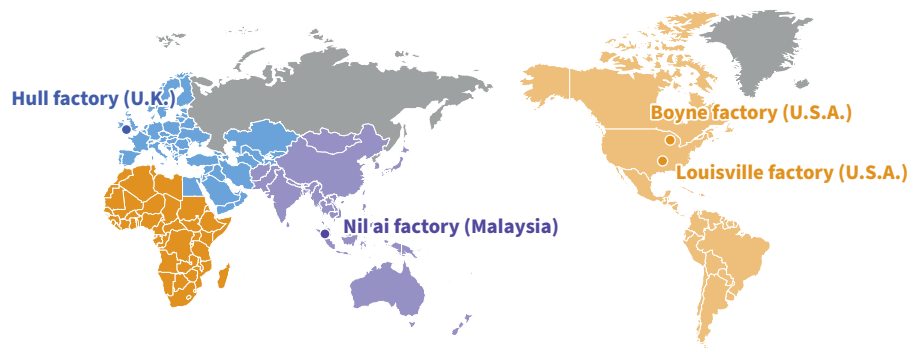 Hull factory (U.K.)
Boyne factory (U.S.A.)
Louisville factory (U.S.A.)
Nilai factory (Malaysia)